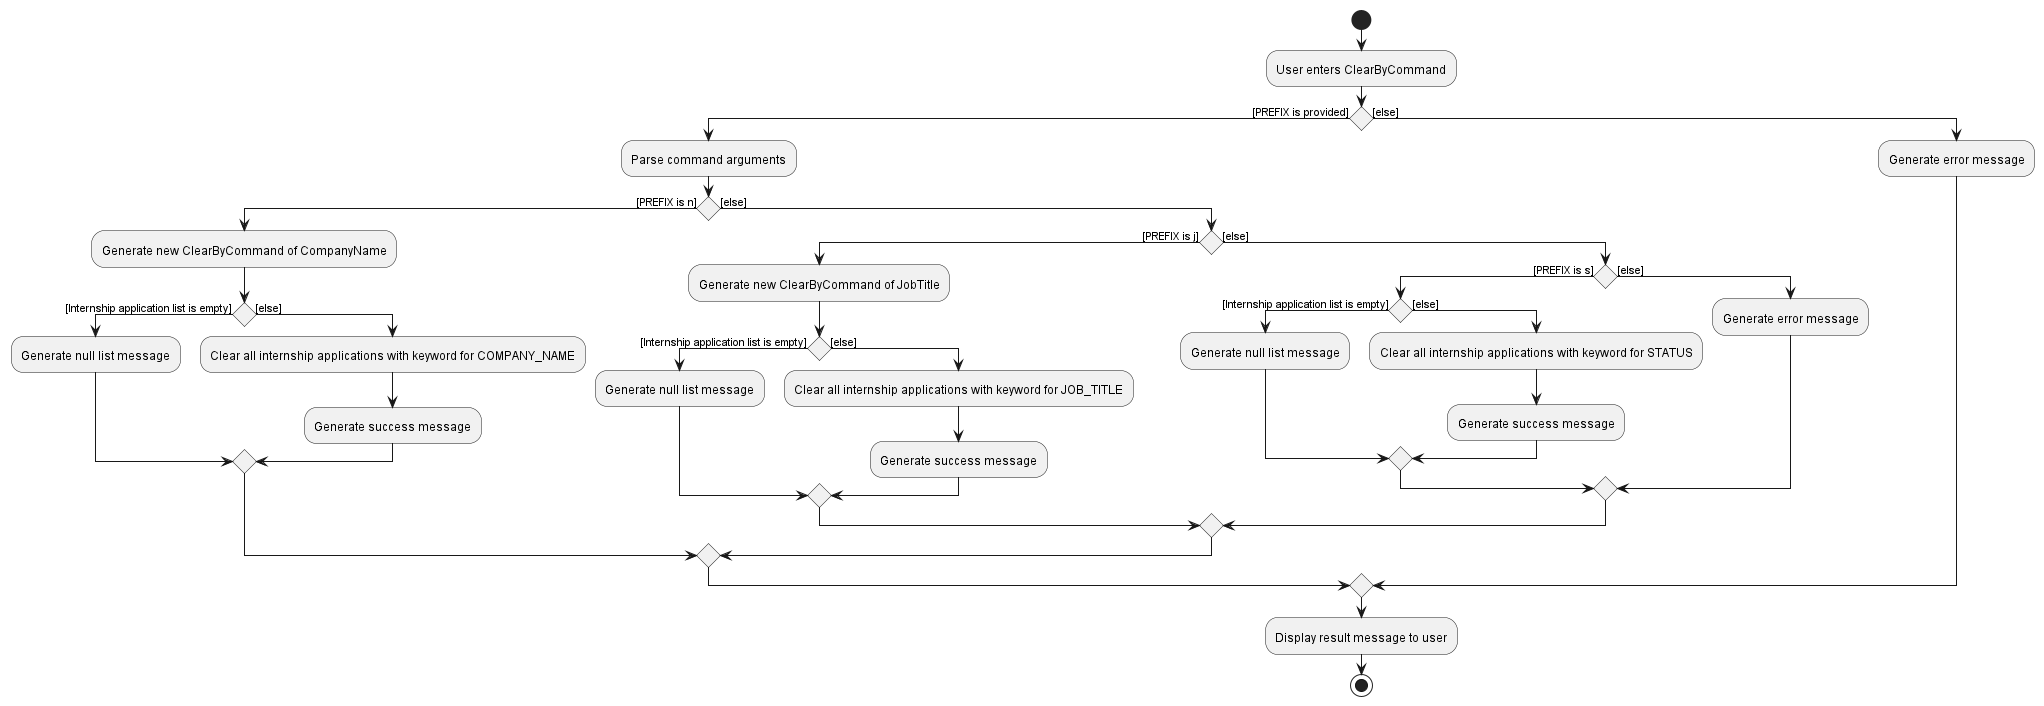 User enters ClearByCommand
[PREFIX is provided]
[else]
Parse command arguments
Generate error message
[PREFIX is n]
[else]
Generate new ClearByCommand of CompanyName
[PREFIX is j]
[else]
Generate new ClearByCommand of JobTitle
[PREFIX is s]
[else]
[Internship application list is empty]
[else]
[Internship application list is empty]
[else]
Generate error message
Generate null list message
Clear all internship applications with keyword for COMPANY_NAME
[Internship application list is empty]
[else]
Generate null list message
Clear all internship applications with keyword for STATUS
Generate null list message
Clear all internship applications with keyword for JOB_TITLE
Generate success message
Generate success message
Generate success message
Display result message to user